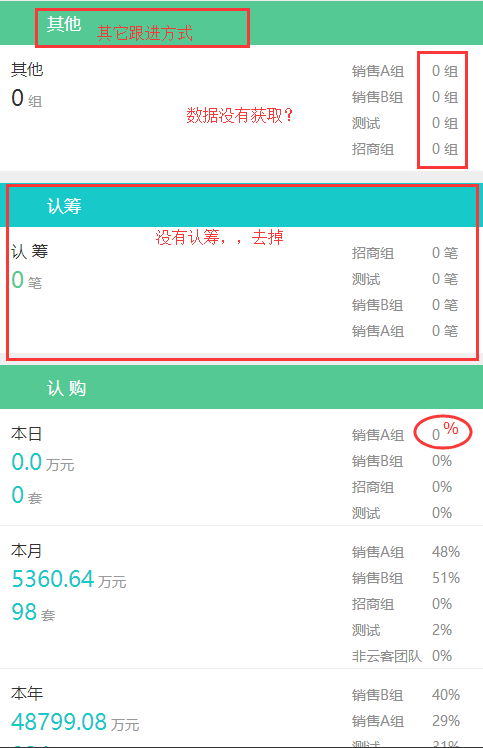 其他 其它跟进方式
其他 销售A组 0 组
0 组 销售B组 0 组
数据没有获取？ 测试 0 组
招商组 0 组
认筹
没有认筹，，去掉
认 筹 招商组 0 笔
0 笔 测试 0 笔
销售B组 0 笔
销售A组 0 笔
认 购
本日 销售A组 0 %
0.0 万元 销售B组 0%
0 套 招商组 0%
测试 0%
本月 销售A组 48%
5360.64 万元 销售B组 51%
98 套 招商组 0%
测试 2%
非云客团队 0%
本年 销售B组 40%
48799.08 万元 销售A组 29%
测试 31%